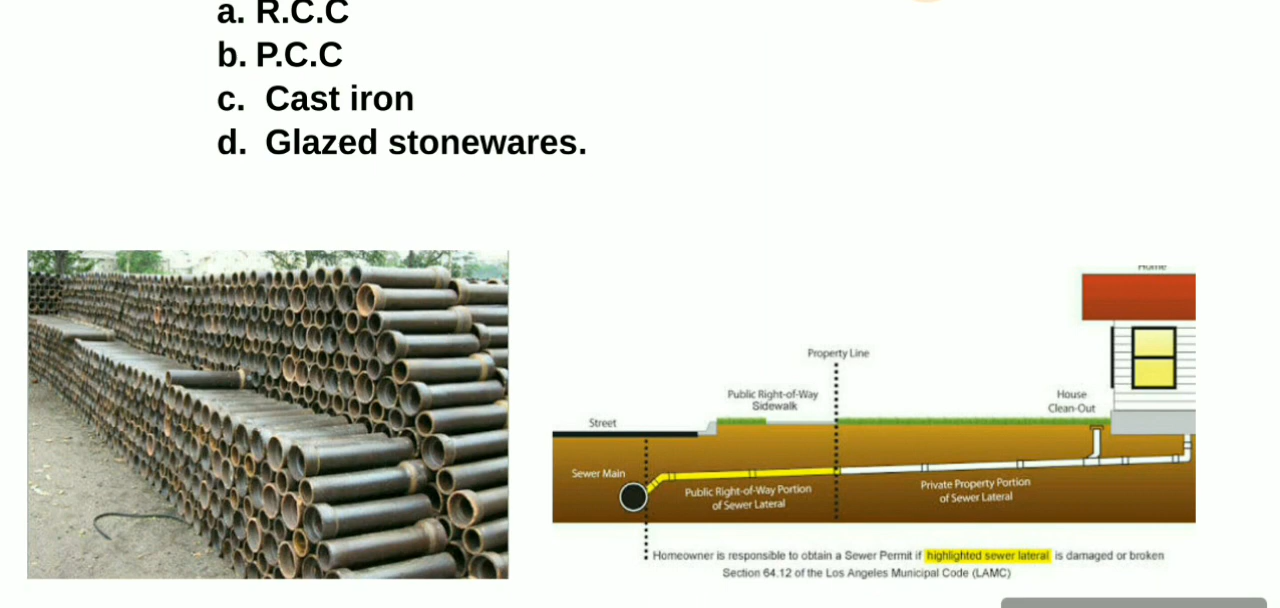 a. R.C.C
b. P.C.C
c. Cast iron
d. Glazed stonewares.
Home
Property Line
Public Right-of-Way
Sidewalk
House
Clean-Out
Street
Sewer Main
Public Right-of-Way Portion
of Sewer Lateral
Private Property Portion
of Sewer Lateral
Homeowner is responsible to obtain a Sewer Permit if highlighted sewer lateral is damaged or broken
Section 64.12 of the Los Angeles Municipal Code (LAMC)